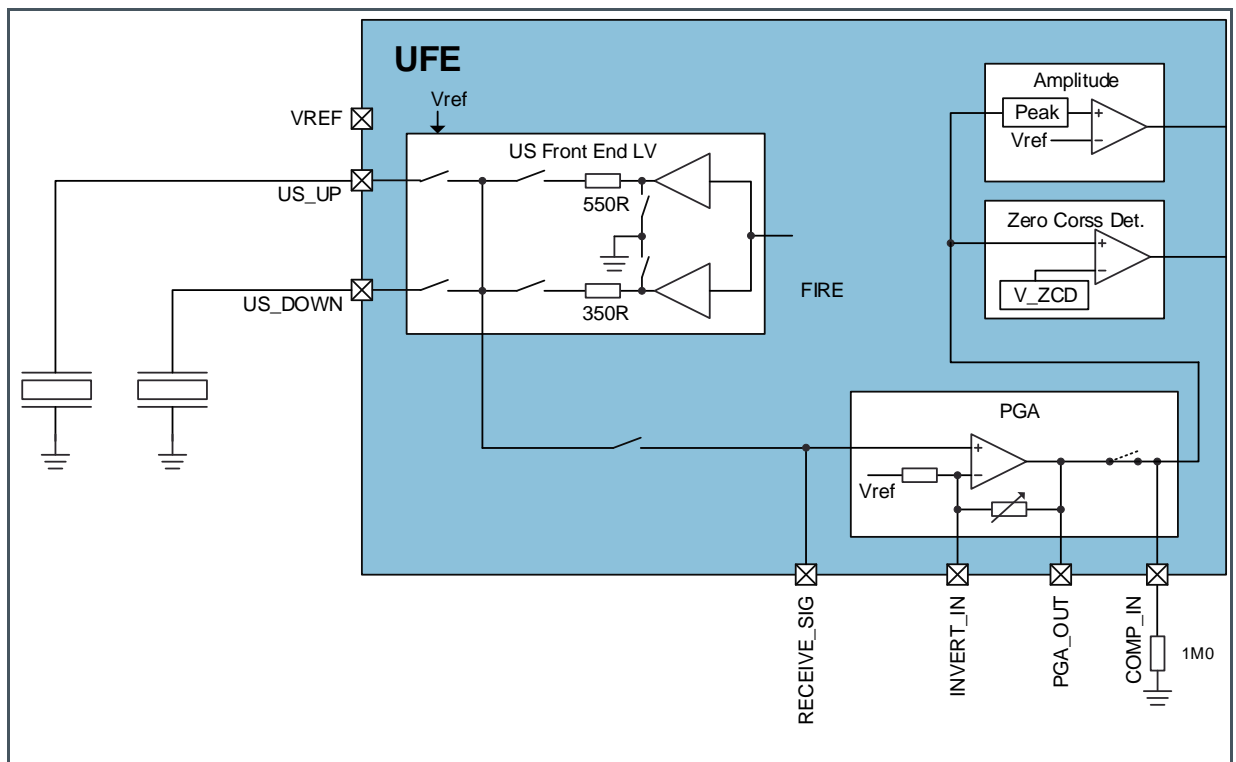 UFE
Vref
VREF
US Front End LV
US_UP
550R
US_DOWN
350R
FIRE
Amplitude
Peak
Vref
Zero Corss Det.
V_ZCD
PGA
Vref
RECEIVE_SIG
INVERT_IN
PGA_OUT
COMP_IN
1M0